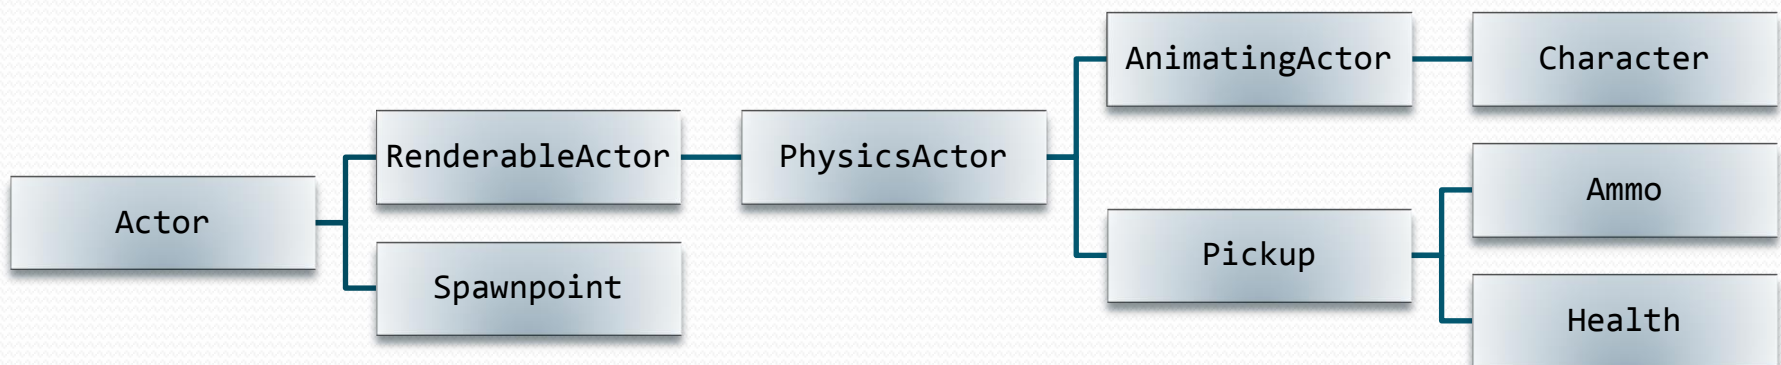 Actor
RenderableActor
Spawnpoint
PhysicsActor
AnimatingActor
Pickup
Character
Ammo
Health